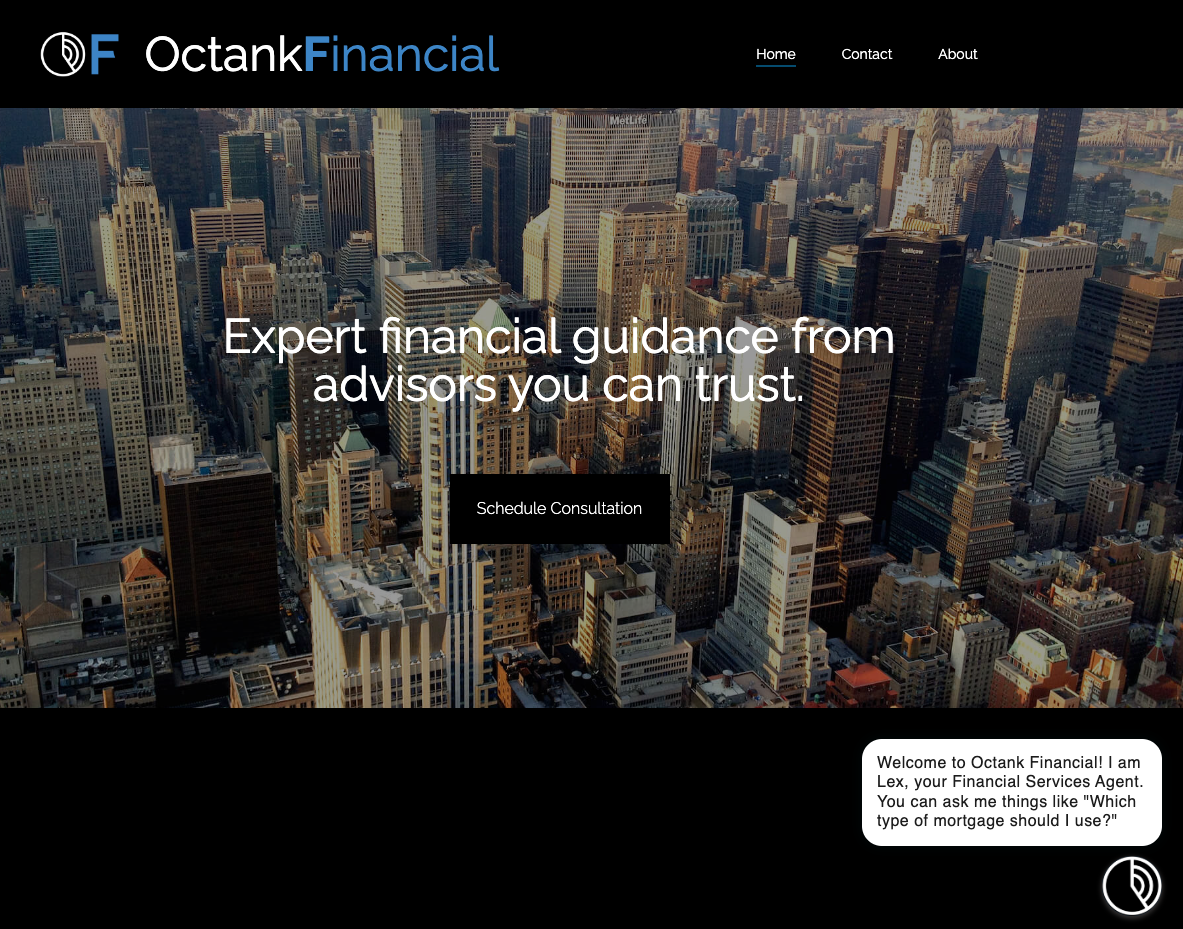 F OctankFinancial
Home Contact About
MetLife
Expert financial guidance from
advisors you can trust.
Schedule Consultation
Welcome to Octank Financial! I am
Lex, your Financial Services Agent.
You can ask me things like "Which
type of mortgage should I use?"